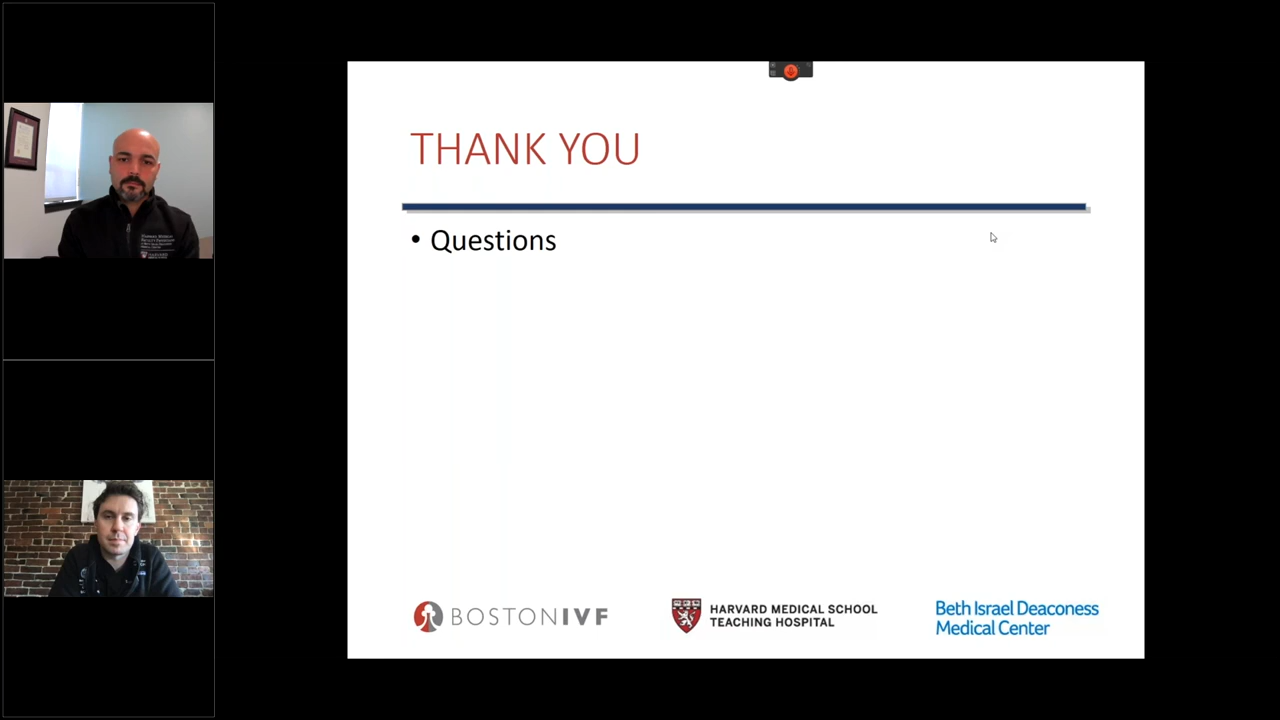 THANK YOU
• Questions
BOSTONIVF
HARVARD MEDICAL SCHOOL
TEACHING HOSPITAL
Beth Israel Deaconess
Medical Center